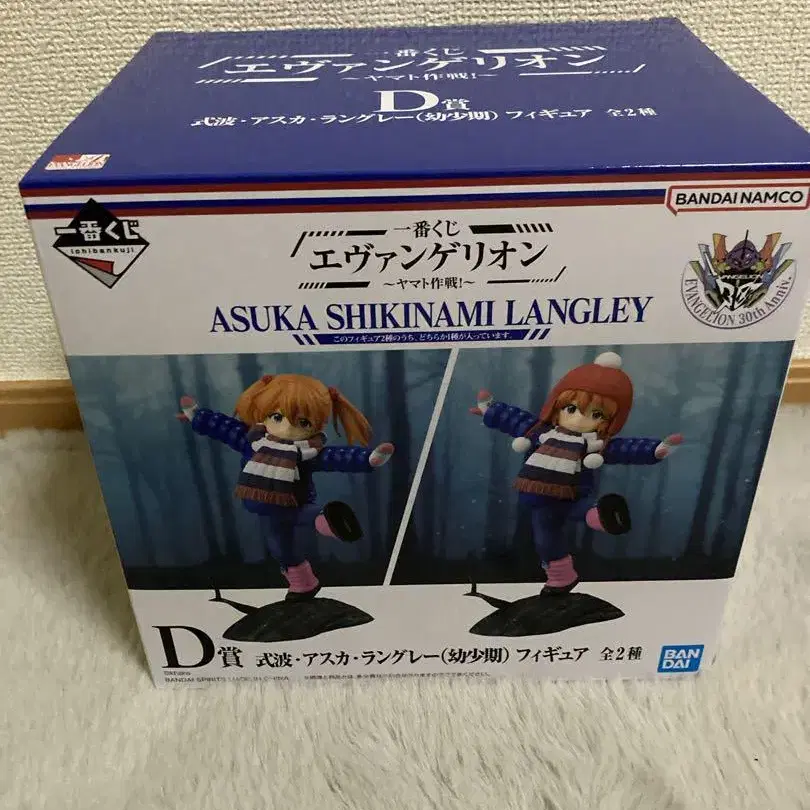 一番くじ
エヴァンゲリオン
～ヤマト作戦!～
D賞
式波・アスカ・ラングレー(幼少期) フィギュア 全2種
BANDAI NAMCO
一番くじ
ichibankuji
一番くじ
エヴァンゲリオン
～ヤマト作戦!～
EVANGELION
EVANGELION 30th Anniv.
ASUKA SHIKINAMI LANGLEY
このフィギュア2種のうち、どちらか1種が入っています。
D賞 式波・アスカ・ラングレー(幼少期) フィギュア 全2種
BAN
DAI
©khara
BANDAI SPIRITS